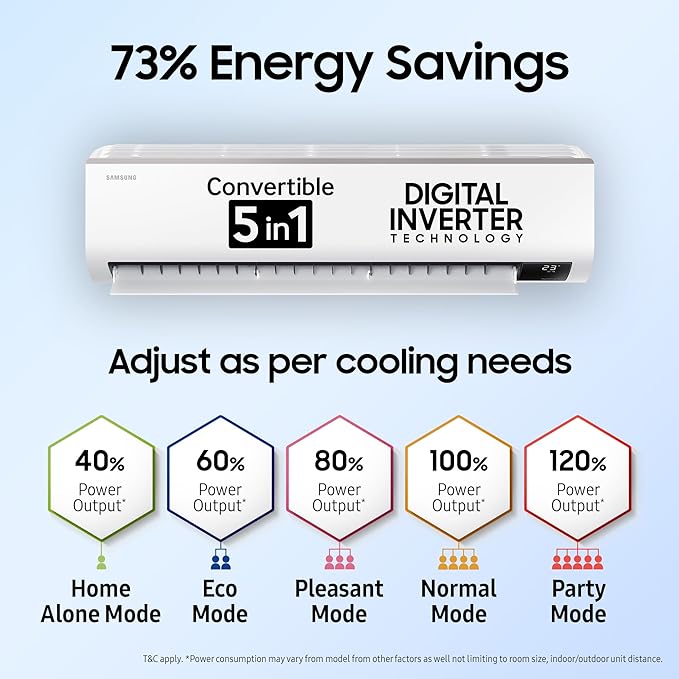 73% Energy Savings
SAMSUNG
Convertible
5 in 1
DIGITAL
INVERTER
TECHNOLOGY
23°
Adjust as per cooling needs
40%
Power
Output*
60%
Power
Output*
80%
Power
Output*
100%
Power
Output*
120%
Power
Output*
Home
Alone Mode
Eco
Mode
Pleasant
Mode
Normal
Mode
Party
Mode
T&C apply. *Power consumption may vary from model from other factors as well not limiting to room size, indoor/outdoor unit distance.